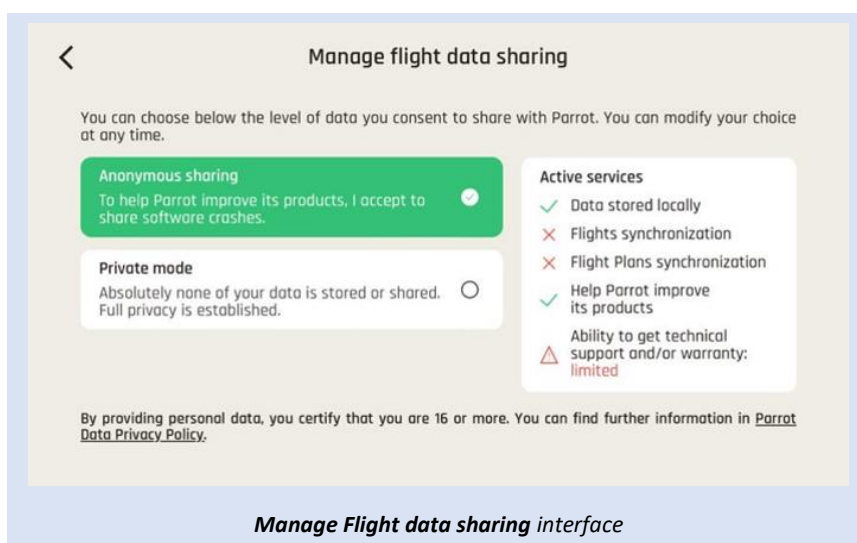 Manage flight data sharing
You can choose below the level of data you consent to share with Parrot. You can modify your choice
at any time.
Anonymous sharing
To help Parrot improve its products, I accept to
share software crashes.
Private mode
Absolutely none of your data is stored or shared.
Full privacy is established.
Active services
Data stored locally
Flights synchronization
Flight Plans synchronization
Help Parrot improve
its products
Ability to get technical
support and/or warranty:
limited
By providing personal data, you certify that you are 16 or more. You can find further information in Parrot
Data Privacy Policy.
Manage Flight data sharing interface